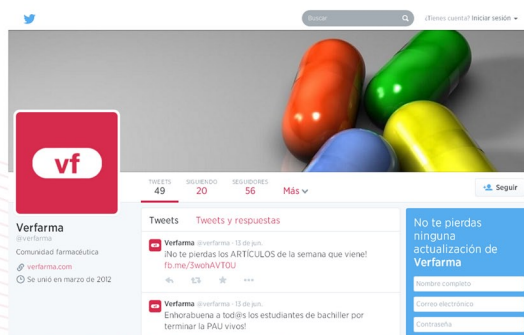 Buscar
¿Tienes cuenta? Iniciar sesión
vf
TWEETS
49
SIGUIENDO
20
SEGUIDORES
56
Más
Seguir
Verfarma
@verfarma
Comunidad farmacéutica
verfarma.com
Se unió en marzo de 2012
Tweets Tweets y respuestas
Verfarma @verfarma · 13 de jun.
¡No te pierdas los ARTÍCULOS de la semana que viene!
fb.me/3wohAVT0U
Verfarma @verfarma · 13 de jun.
Enhorabuena a tod@s los estudiantes de bachiller por
terminar la PAU vivos!
No te pierdas
ninguna
actualización de
Verfarma
Nombre completo
Correo electrónico
Contraseña